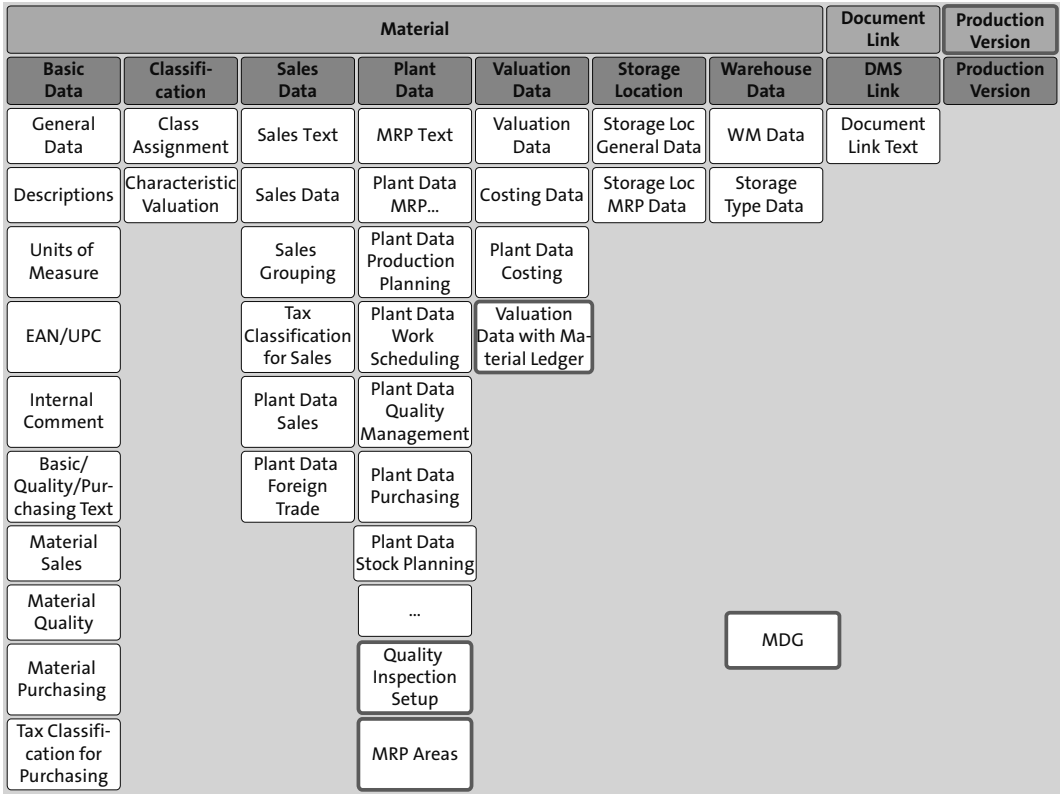 Material
Document
Link
Production
Version
Basic
Data
Classifi-
cation
Sales
Data
Plant
Data
Valuation
Data
Storage
Location
Warehouse
Data
DMS
Link
Production
Version
General
Data
Class
Assignment
Sales Text
MRP Text
Valuation
Data
Storage Loc
General Data
WM Data
Document
Link Text
Descriptions
Characteristic
Valuation
Sales Data
Plant Data
MRP...
Costing Data
Storage Loc
MRP Data
Storage
Type Data
Units of
Measure
Sales
Grouping
Plant Data
Production
Planning
Plant Data
Costing
EAN/UPC
Tax
Classification
for Sales
Plant Data
Work
Scheduling
Valuation
Data with Ma-
terial Ledger
Internal
Comment
Plant Data
Sales
Plant Data
Quality
Management
Basic/
Quality/Pur-
chasing Text
Plant Data
Foreign
Trade
Plant Data
Purchasing
Material
Sales
Plant Data
Stock Planning
Material
Quality
...
MDG
Material
Purchasing
Quality
Inspection
Setup
Tax Classifi-
cation for
Purchasing
MRP Areas